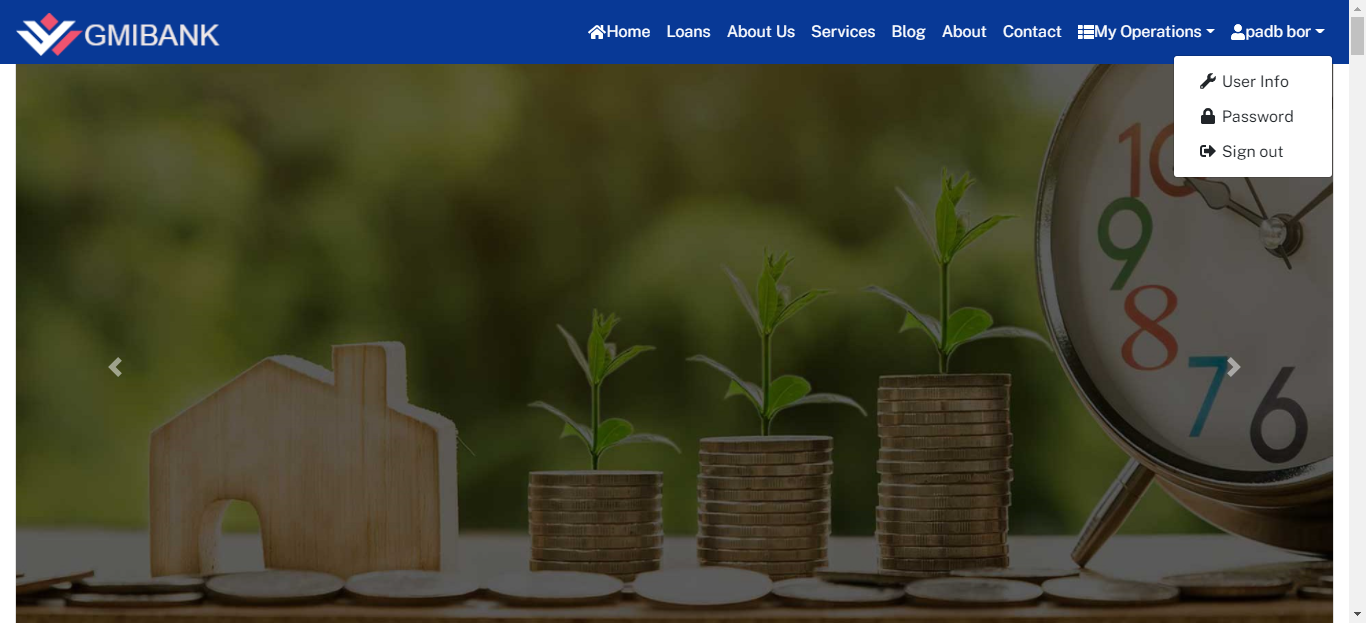 GMIBANK
Home Loans About Us Services Blog About Contact My Operations padb bor
User Info
Password
Sign out
10
9
8
7
6